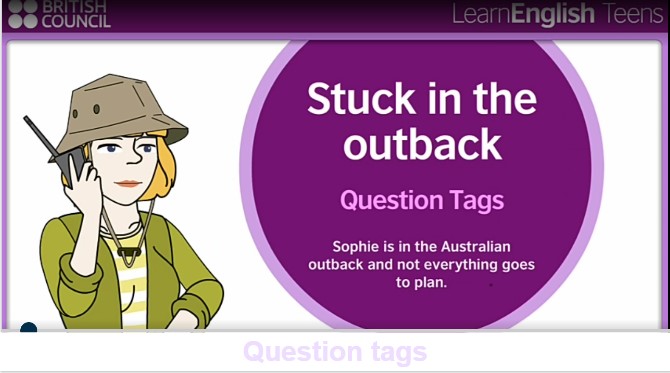 BRITISH
COUNCIL
LearnEnglish Teens
Stuck in the
outback
Question Tags
Sophie is in the Australian
outback and not everything goes
to plan.
Question tags